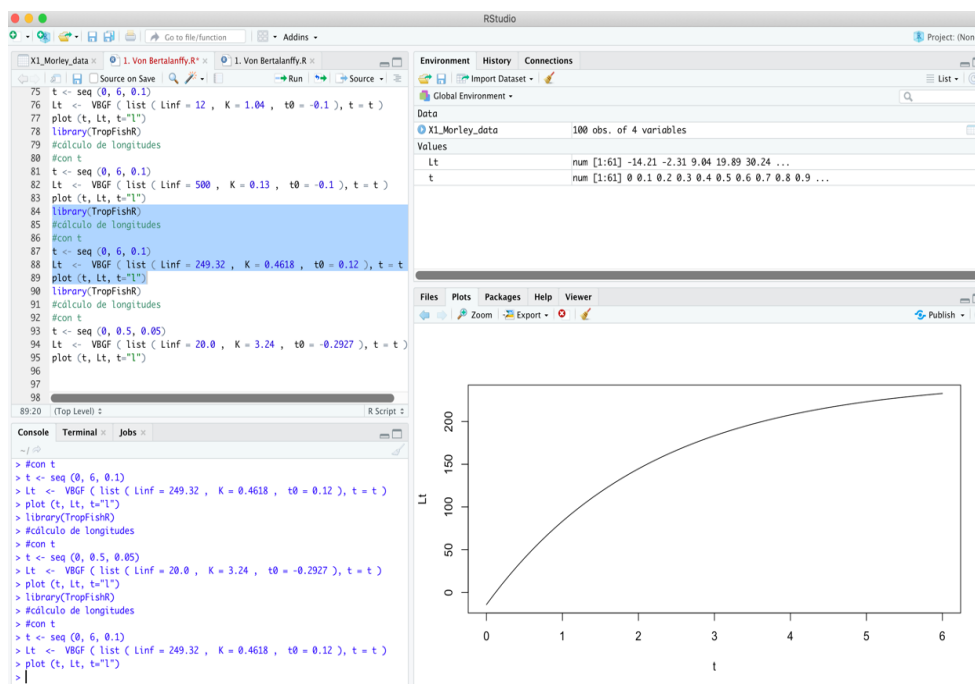 RStudio
Go to file/function
Addins
Project: (Non
X1_Morley_data
1. Von Bertalanffy.R*
1. Von Bertalanffy.R
Source on Save
Run
Source
75 t <- seq (0, 6, 0.1)
76 Lt <- VBGF ( list ( Linf = 12 , K = 1.04 , t0 = -0.1 ), t = t )
77 plot (t, Lt, t="l")
78 library(TropFishR)
79 #cálculo de longitudes
80 #con t
81 t <- seq (0, 6, 0.1)
82 Lt <- VBGF ( list ( Linf = 500 , K = 0.13 , t0 = -0.1 ), t = t )
83 plot (t, Lt, t="l")
84 library(TropFishR)
85 #cálculo de longitudes
86 #con t
87 t <- seq (0, 6, 0.1)
88 Lt <- VBGF ( list ( Linf = 249.32 , K = 0.4618 , t0 = 0.12 ), t = t
89 plot (t, Lt, t="l")
90 library(TropFishR)
91 #cálculo de longitudes
92 #con t
93 t <- seq (0, 0.5, 0.05)
94 Lt <- VBGF ( list ( Linf = 20.0 , K = 3.24 , t0 = -0.2927 ), t = t )
95 plot (t, Lt, t="l")
96
97
98
89:20 (Top Level) R Script
Console Terminal Jobs
~/
> #con t
> t <- seq (0, 6, 0.1)
> Lt <- VBGF ( list ( Linf = 249.32 , K = 0.4618 , t0 = 0.12 ), t = t )
> plot (t, Lt, t="l")
> library(TropFishR)
> #cálculo de longitudes
> #con t
> t <- seq (0, 0.5, 0.05)
> Lt <- VBGF ( list ( Linf = 20.0 , K = 3.24 , t0 = -0.2927 ), t = t )
> plot (t, Lt, t="l")
> library(TropFishR)
> #cálculo de longitudes
> #con t
> t <- seq (0, 6, 0.1)
> Lt <- VBGF ( list ( Linf = 249.32 , K = 0.4618 , t0 = 0.12 ), t = t )
> plot (t, Lt, t="l")
>
Environment History Connections
Import Dataset
List
Global Environment
Data
X1_Morley_data 100 obs. of 4 variables
Values
Lt num [1:61] -14.21 -2.31 9.04 19.89 30.24 ...
t num [1:61] 0 0.1 0.2 0.3 0.4 0.5 0.6 0.7 0.8 0.9 ...
Files Plots Packages Help Viewer
Zoom Export Publish
Lt
200
150
100
50
0
0 1 2 3 4 5 6
t